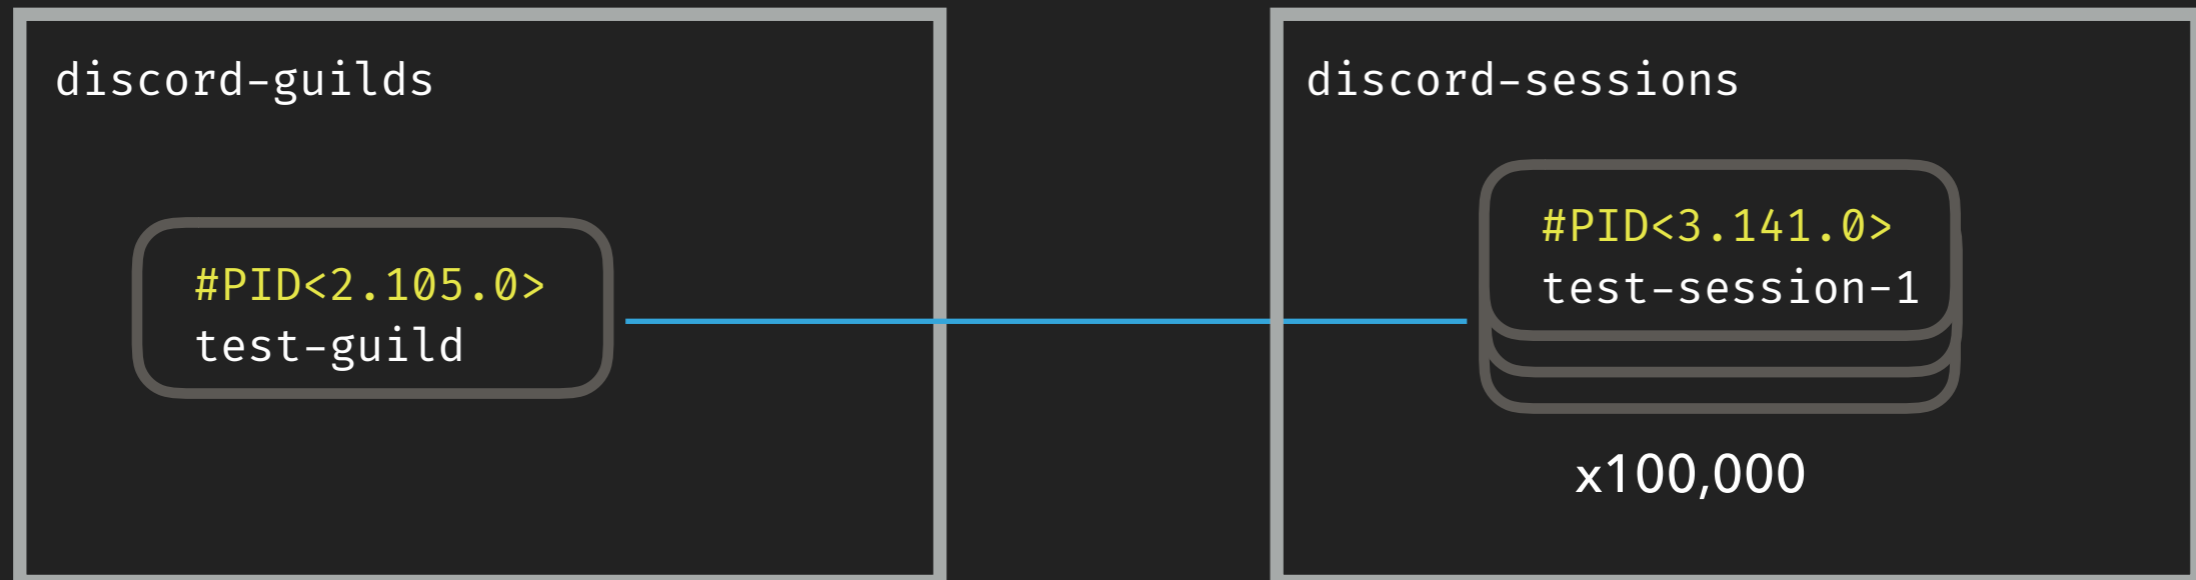 discord-guilds
#PID<2.105.0>
test-guild
discord-sessions
#PID<3.141.0>
test-session-1
x100,000